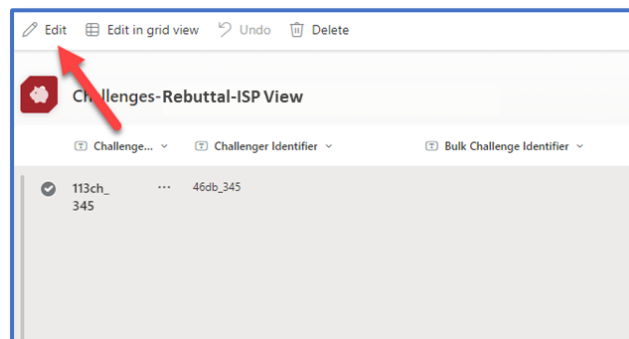 Edit Edit in grid view Undo Delete
Challenges-Rebuttal-ISP View
Challenge... Challenger Identifier Bulk Challenge Identifier
113ch_ ... 46db_345
345